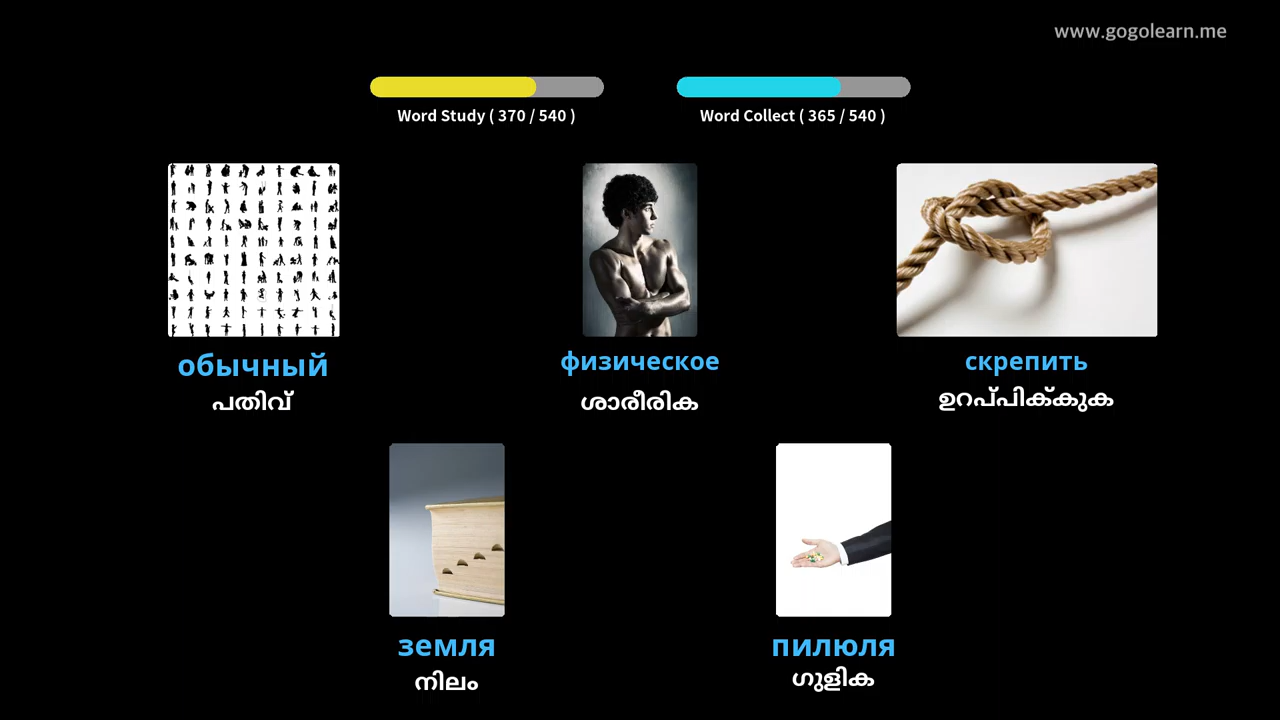 www.gogolearn.me
Word Study ( 370 / 540 )
Word Collect ( 365 / 540 )
обычный
പതിവ്
физическое
ശാരീരിക
скрепить
ഉറപ്പിക്കുക
земля
നിലം
пилюля
ഗുളിക